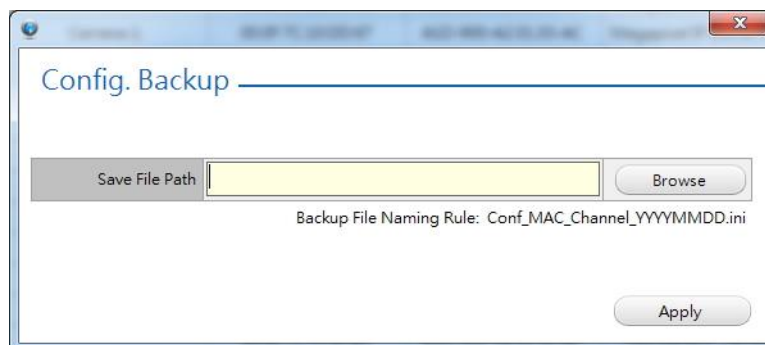 Config. Backup
Save File Path
Browse
Backup File Naming Rule: Conf_MAC_Channel_YYYYMMDD.ini
Apply